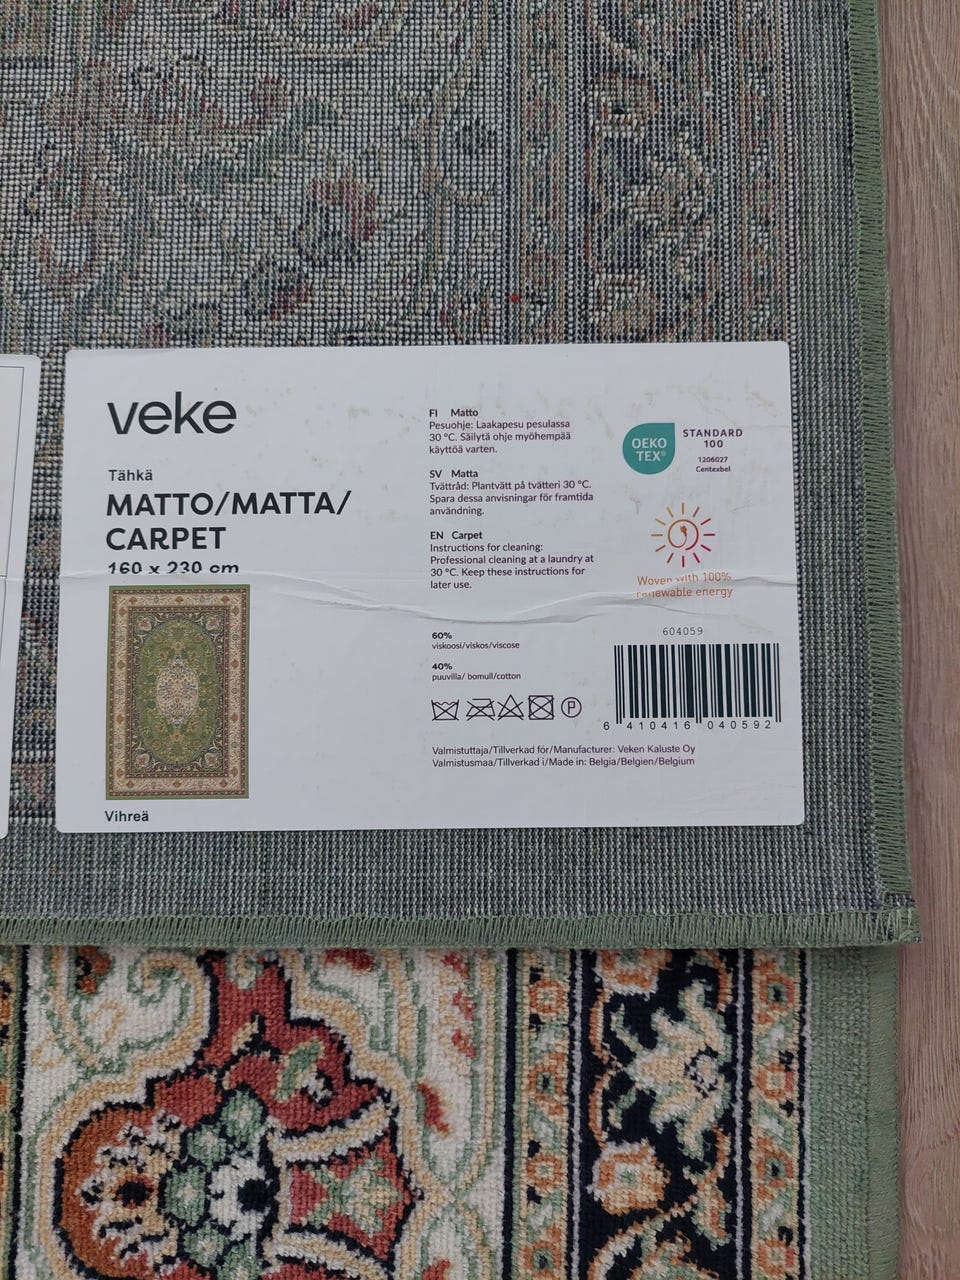 veke
Tähkä
MATTO/MATTA/
CARPET
160 x 230 cm
Vihreä
FI Matto
Pesuohje: Laakapesu pesulassa
30 °C. Säilytä ohje myöhempää
käyttöä varten.
SV Matta
Tvättråd: Plantvätt på tvätteri 30 °C.
Spara dessa anvisningar för framtida
användning.
EN Carpet
Instructions for cleaning:
Professional cleaning at a laundry at
30 °C. Keep these instructions for
later use.
60%
viskoosi/viskos/viscose
40%
puuvilla/ bomull/cotton
P
Valmistuttaja/Tillverkad för/Manufacturer: Veken Kaluste Oy
Valmistusmaa/Tillverkad i/Made in: Belgia/Belgien/Belgium
OEKO
TEX®
STANDARD
100
1206027
Centexbel
Woven with 100%
renewable energy
604059
6 410416 040592